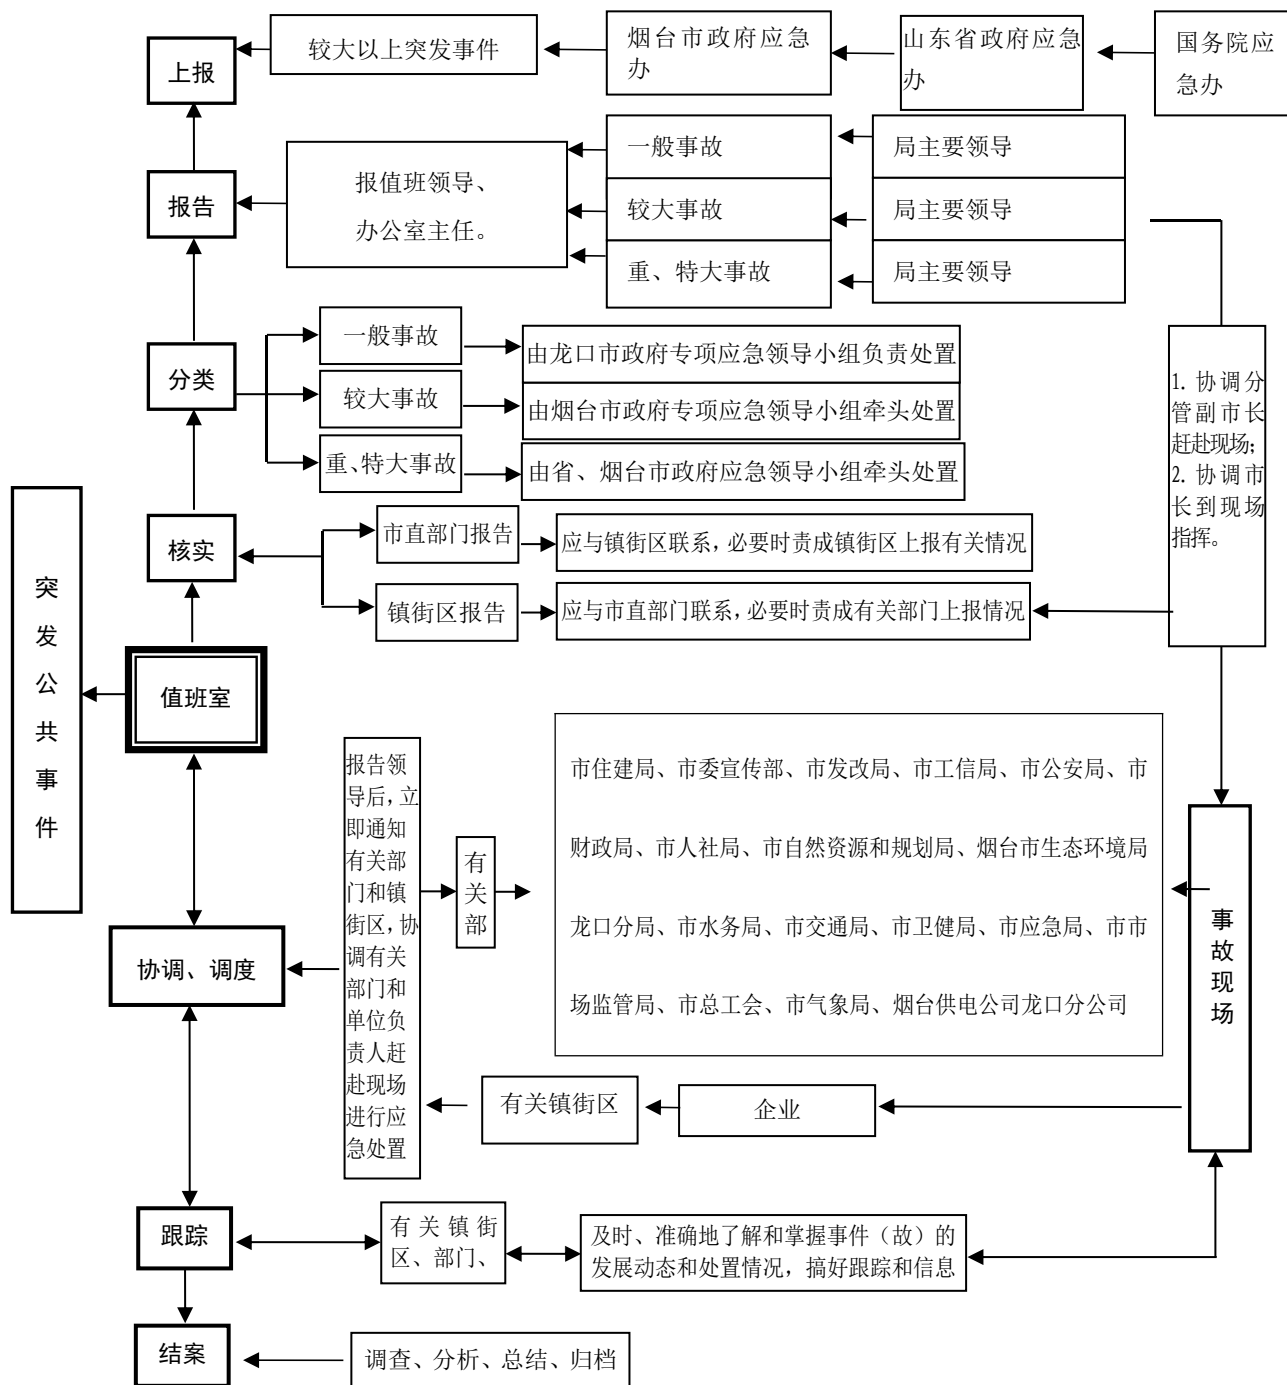 上报
较大以上突发事件
烟台市政府应急
办
山东省政府应急
办
国务院应
急办
报告
报值班领导、
办公室主任。
一般事故
较大事故
重、特大事故
局主要领导
局主要领导
局主要领导
分类
一般事故
较大事故
重、特大事故
由龙口市政府专项应急领导小组负责处置
由烟台市政府专项应急领导小组牵头处置
由省、烟台市政府应急领导小组牵头处置
1. 协调分
管副市长
赶赴现场;
2. 协调市
长到现场
指挥。
核实
市直部门报告
应与镇街区联系,必要时责成镇街区上报有关情况
镇街区报告
应与市直部门联系,必要时责成有关部门上报情况
突发公共事件
值班室
协调、调度
报告领
导后,立
即通知
有关部
门和镇
街区,协
调有关
部门和
单位负
责人赶
赴现场
进行应
急处置
有
关
部
市住建局、市委宣传部、市发改局、市工信局、市公安局、市
财政局、市人社局、市自然资源和规划局、烟台市生态环境局
龙口分局、市水务局、市交通局、市卫健局、市应急局、市市
场监管局、市总工会、市气象局、烟台供电公司龙口分公司
事故现场
有关镇街区
企业
跟踪
有关镇街
区、部门、
及时、准确地了解和掌握事件（故）的
发展动态和处置情况，搞好跟踪和信息
结案
调查、分析、总结、归档